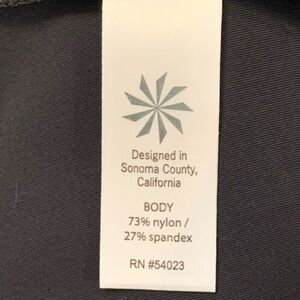 Designed in
Sonoma County,
California
BODY
73% nylon /
27% spandex
RN #54023